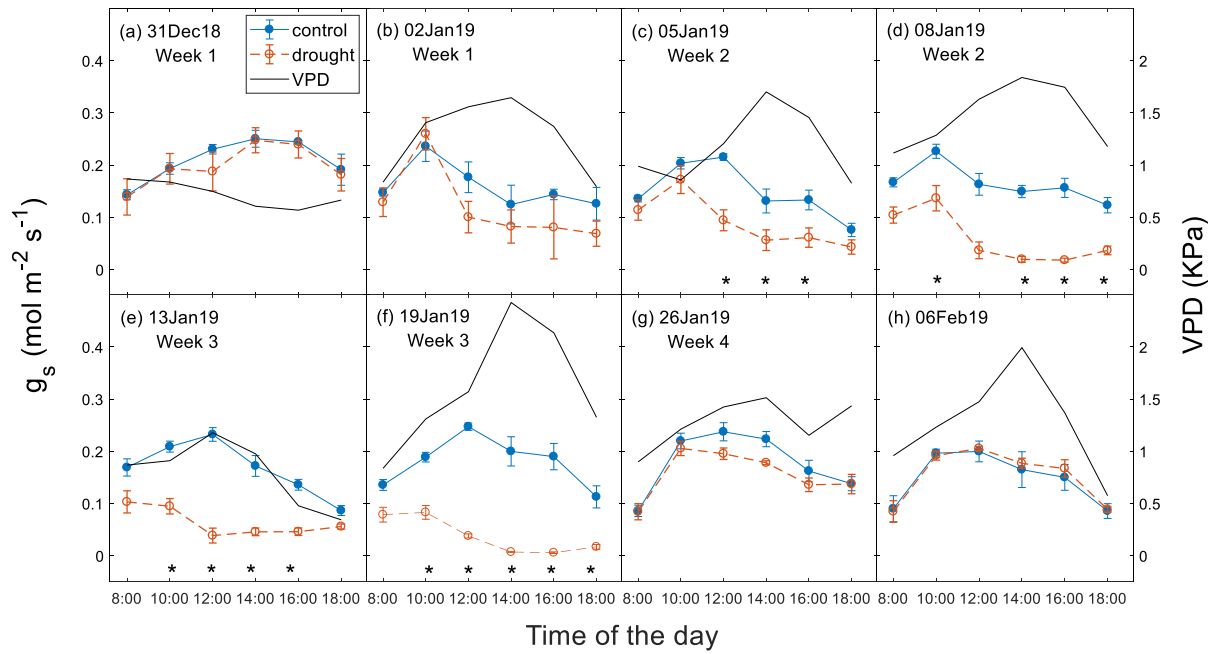 (a) 31Dec18
Week 1
control
drought
VPD
(b) 02Jan19
Week 1
(c) 05Jan19
Week 2
(d) 08Jan19
Week 2
0.4
0.3
0.2
0.1
0
2
1.5
1
0.5
0
* * *
* * * *
(e) 13Jan19
Week 3
(f) 19Jan19
Week 3
(g) 26Jan19
Week 4
(h) 06Feb19
0.4
0.3
0.2
0.1
0
2
1.5
1
0.5
0
* * * *
* * * * *
8:00 10:00 12:00 14:00 16:00 18:00
8:00 10:00 12:00 14:00 16:00 18:00
8:00 10:00 12:00 14:00 16:00 18:00
8:00 10:00 12:00 14:00 16:00 18:00
Time of the day
gₛ (mol m⁻² s⁻¹)
VPD (KPa)